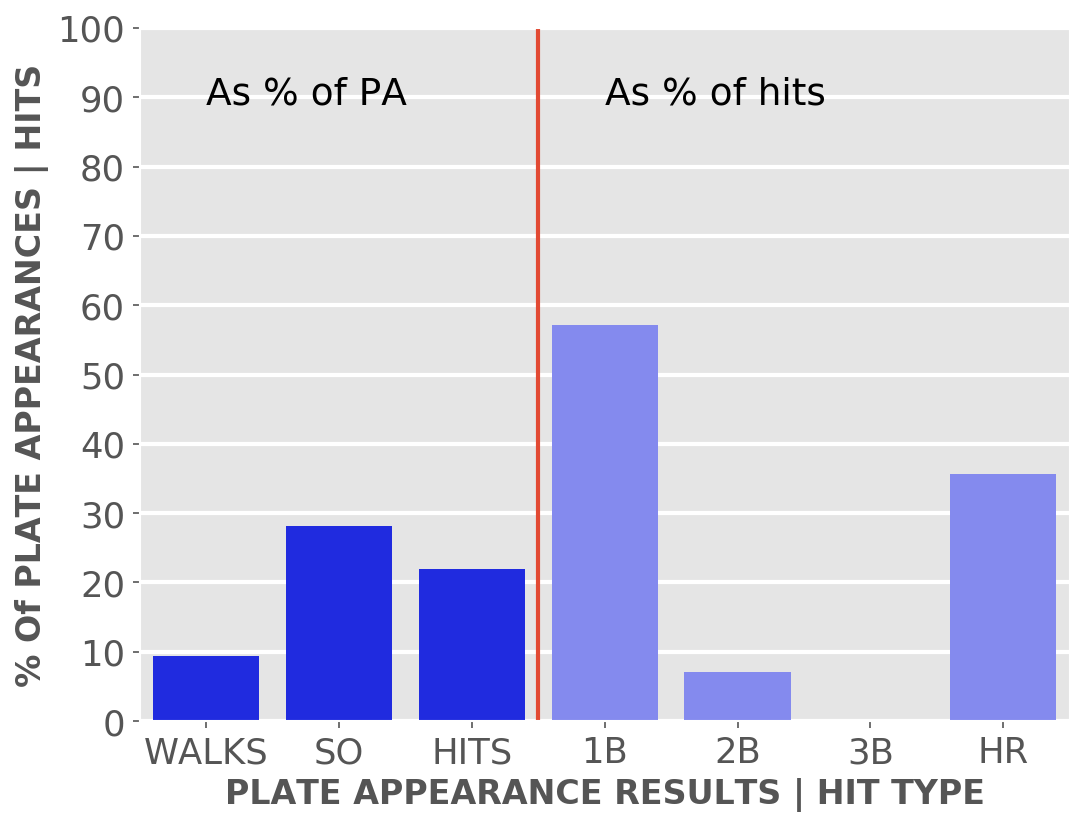 % Of PLATE APPEARANCES | HITS
100
90
80
70
60
50
40
30
20
10
0
As % of PA
As % of hits
WALKS SO HITS 1B 2B 3B HR
PLATE APPEARANCE RESULTS | HIT TYPE